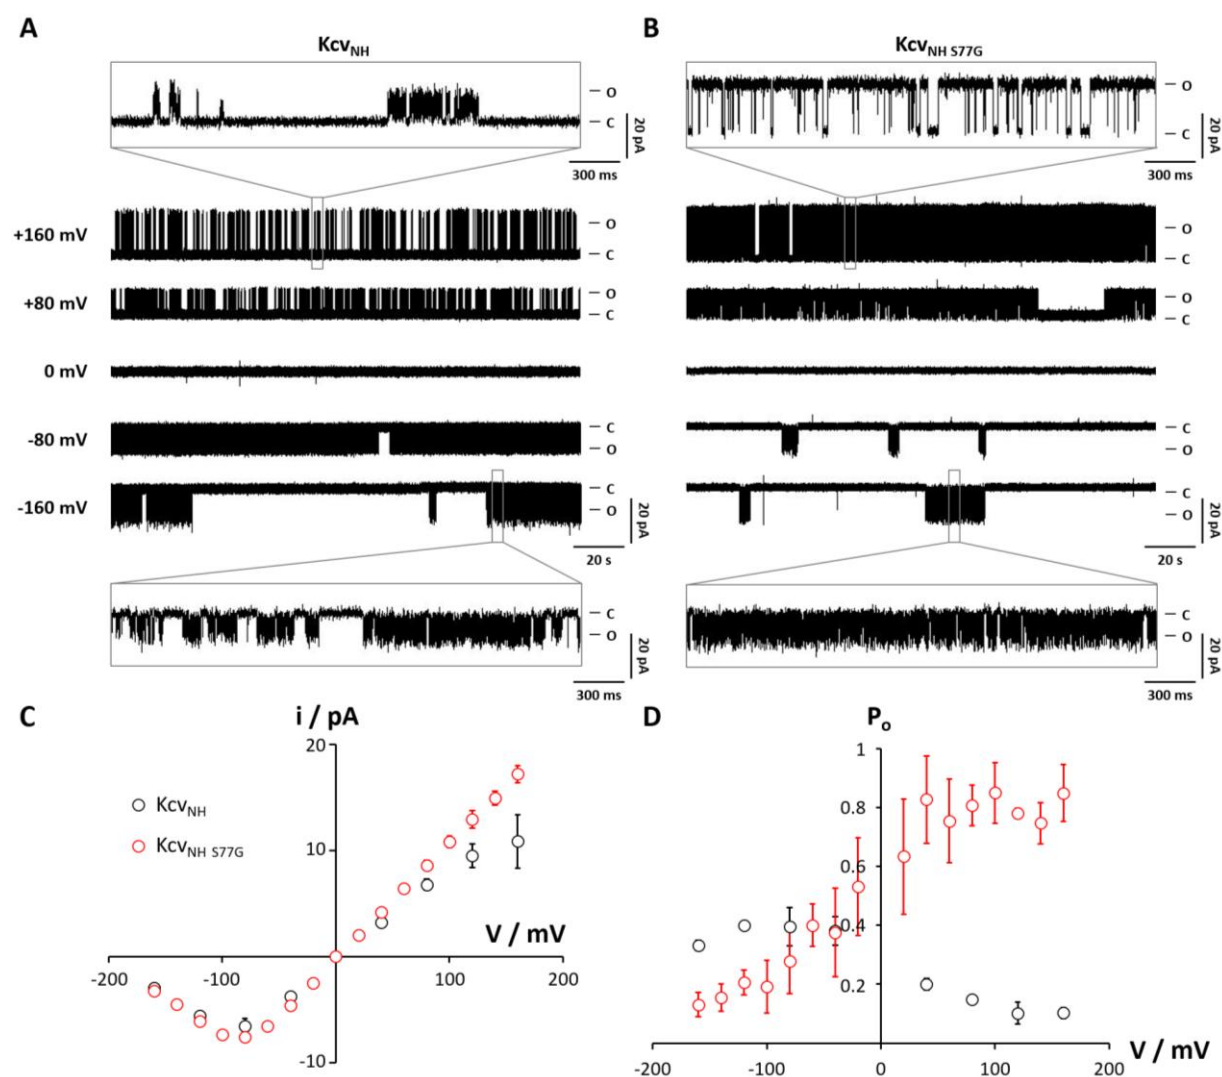 A
Kcv_NH
o
c
20 pA
300 ms
+160 mV
o
c
+80 mV
o
c
0 mV
-80 mV
c
o
-160 mV
c
o
20 pA
20 s
c
o
20 pA
300 ms
B
Kcv_NH S77G
o
c
20 pA
300 ms
o
c
o
c
c
o
c
o
20 pA
20 s
c
o
20 pA
300 ms
C
i / pA
20
10
-10
Kcv_NH
Kcv_NH S77G
V / mV
-200 -100 0 100 200
D
P_o
1
0.8
0.6
0.4
0.2
-200 -100 0 100 200
V / mV